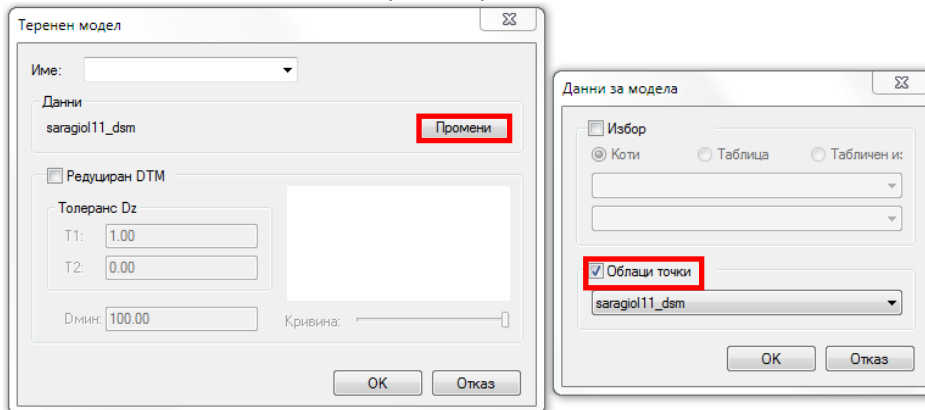 Теренен модел
Име:
Данни
saragiol11_dsm
Промени
Редуциран DTM
Толеранс Dz
T1: 1.00
T2: 0.00
Dмин: 100.00
Кривина:
OK Отказ
Данни за модела
Избор
Коти Таблица Табличен из
Облаци точки
saragiol11_dsm
OK Отказ